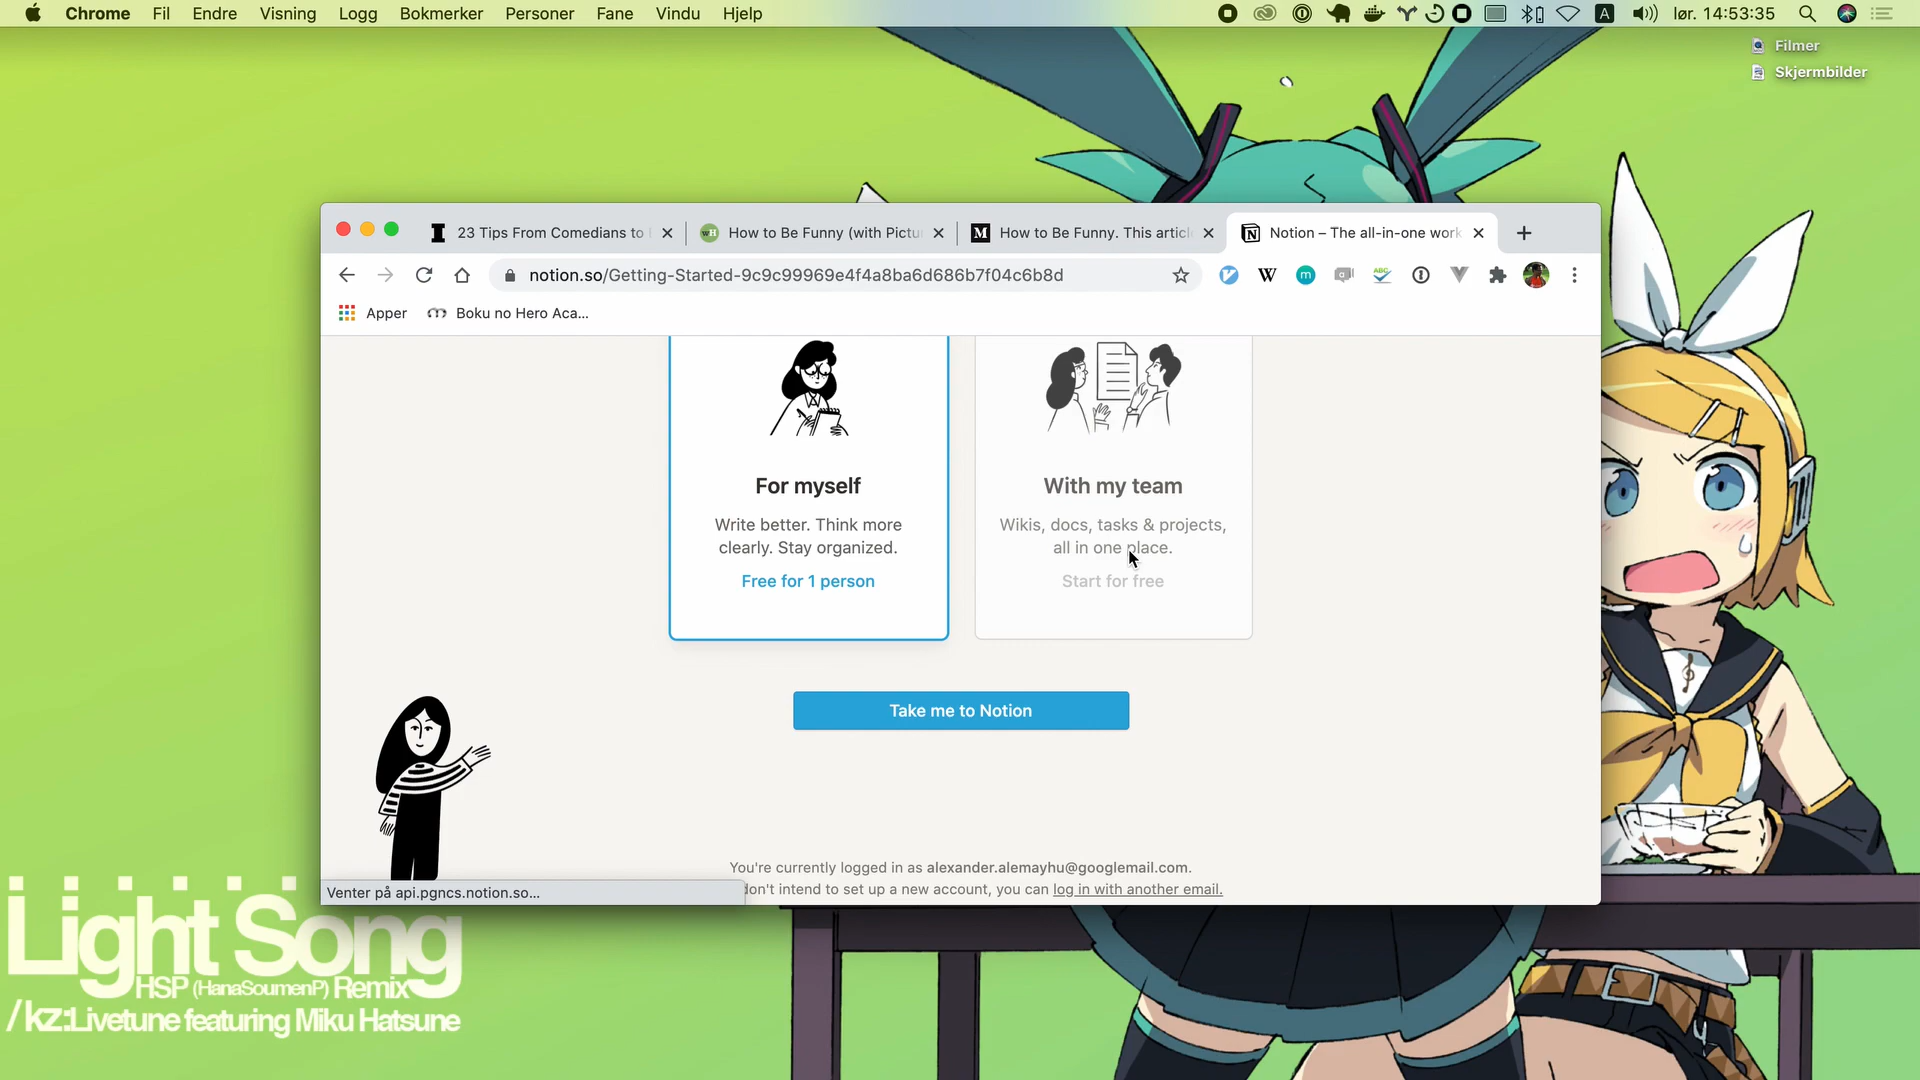 Chrome Fil Endre Visning Logg Bokmerker Personer Fane Vindu Hjelp
A lør. 14:53:35
Filmer
Skjermbilder
23 Tips From Comedians to
wH How to Be Funny (with Pictu
M How to Be Funny. This artic
Notion – The all-in-one work
notion.so/Getting-Started-9c9c99969e4f4a8ba6d686b7f04c6b8d
W m ABC
Apper Boku no Hero Aca...
For myself
Write better. Think more
clearly. Stay organized.
Free for 1 person
With my team
Wikis, docs, tasks & projects,
all in one place.
Start for free
Take me to Notion
You're currently logged in as alexander.alemayhu@googlemail.com.
don't intend to set up a new account, you can log in with another email.
Venter på api.pgncs.notion.so...
Light Song
HSP (HanaSoumenP) Remix
/kz:Livetune featuring Miku Hatsune